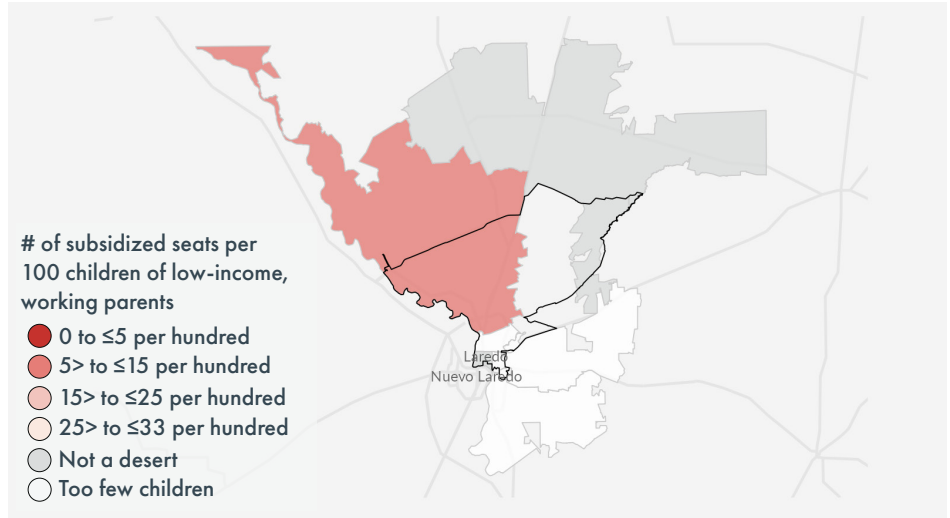 # of subsidized seats per
100 children of low-income,
working parents
0 to ≤5 per hundred
5> to ≤15 per hundred
15> to ≤25 per hundred
25> to ≤33 per hundred
Not a desert
Too few children
Laredo
Nuevo Laredo